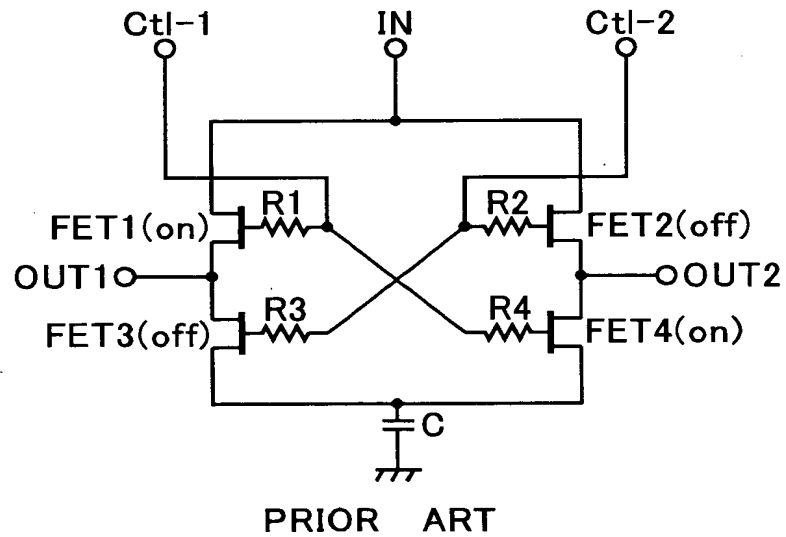 Ctl-1 IN Ctl-2
R1 R2
FET1(on) FET2(off)
OUT1 OUT2
R3 R4
FET3(off) FET4(on)
C
PRIOR ART